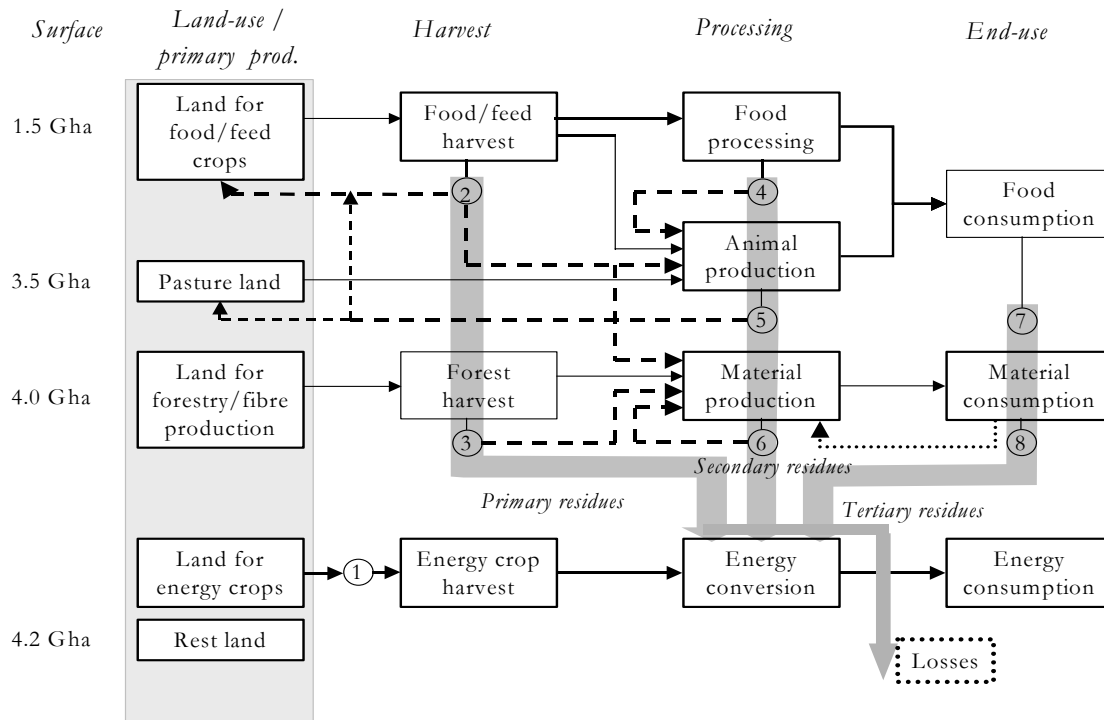 Surface
Land-use /
primary prod.
Harvest
Processing
End-use
1.5 Gha
Land for
food/feed
crops
Food/feed
harvest
Food
processing
2
4
Food
consumption
Animal
production
3.5 Gha
Pasture land
5
7
4.0 Gha
Land for
forestry/fibre
production
Forest
harvest
Material
production
Material
consumption
3
6
8
Secondary residues
Primary residues
Tertiary residues
Land for
energy crops
1
Energy crop
harvest
Energy
conversion
Energy
consumption
4.2 Gha
Rest land
Losses